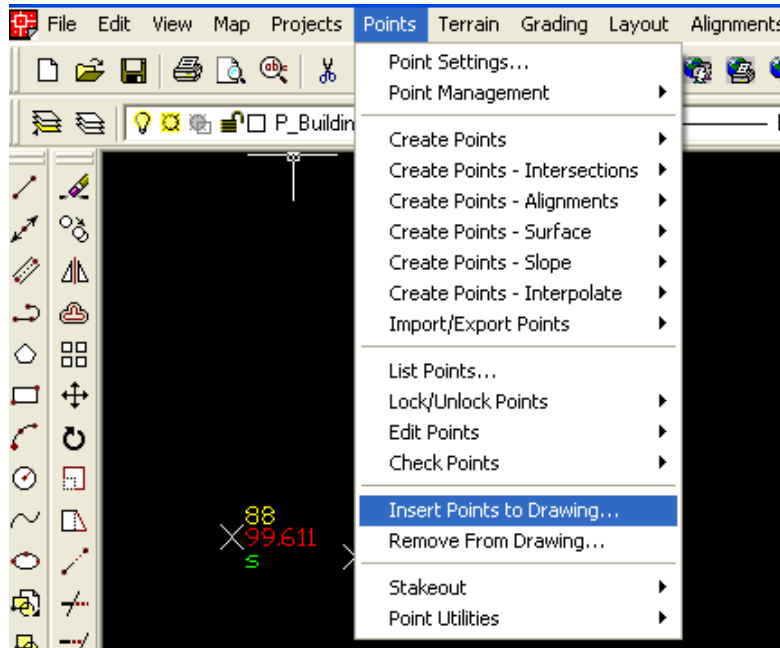 File Edit View Map Projects Points Terrain Grading Layout Alignments
Point Settings...
Point Management
P_Buildin
Create Points
Create Points - Intersections
Create Points - Alignments
Create Points - Surface
Create Points - Slope
Create Points - Interpolate
Import/Export Points
List Points...
Lock/Unlock Points
Edit Points
Check Points
Insert Points to Drawing...
Remove From Drawing...
Stakeout
Point Utilities
88
99.611
s